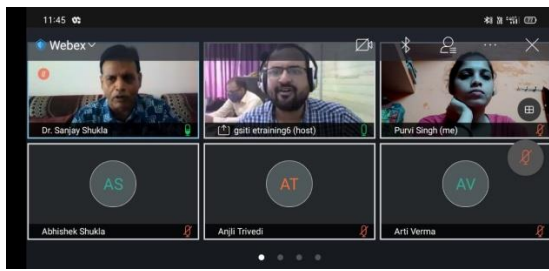 11:45
Webex
Dr. Sanjay Shukla
gsiti etraining6 (host)
Purvi Singh (me)
AS
AT
AV
Abhishek Shukla
Anjli Trivedi
Arti Verma